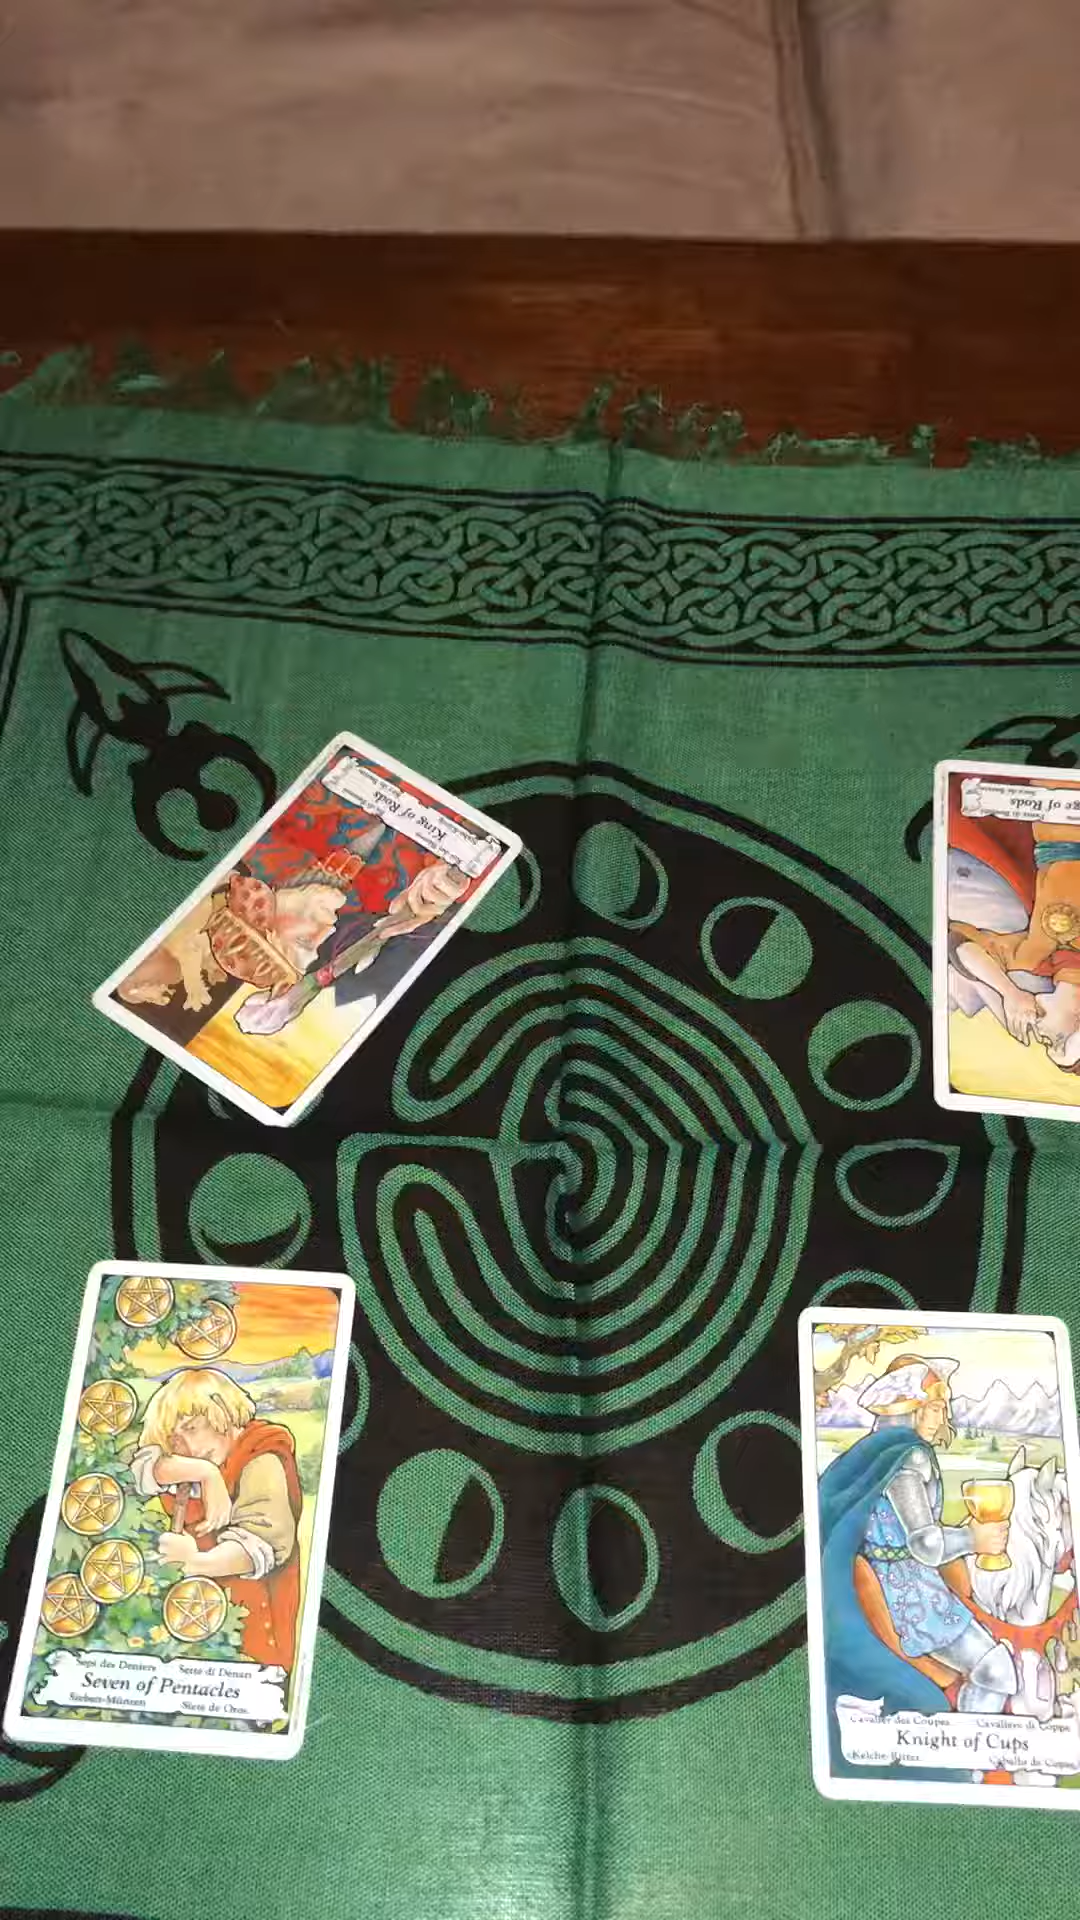 King of Rods
ge of Rods
Sept des Deniers Sette di Denari
Seven of Pentacles
Sieben-Münzen Siete de Oros
Cavalier des Coupes Cavaliere di Coppe
Knight of Cups
Kelche-Ritter Caballo de Copas